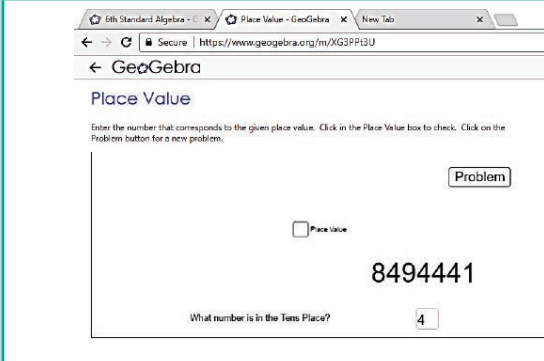 6th Standard Algebra - G
Place Value - GeoGebra
New Tab
Secure | https://www.geogebra.org/m/XG3PPt3U
GeoGebra
Place Value
Enter the number that corresponds to the given place value. Click in the Place Value box to check. Click on the
Problem button for a new problem.
Problem
Place Value
8494441
What number is in the Tens Place? 4